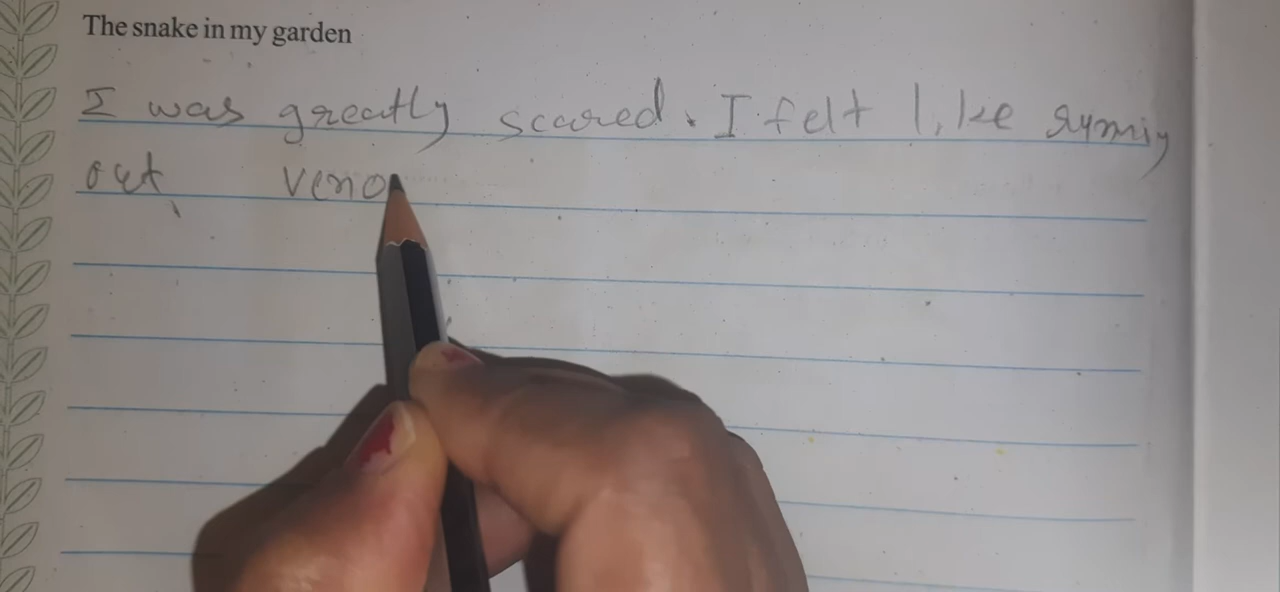 The snake in my garden
I was greatly scared. I felt like
out veno